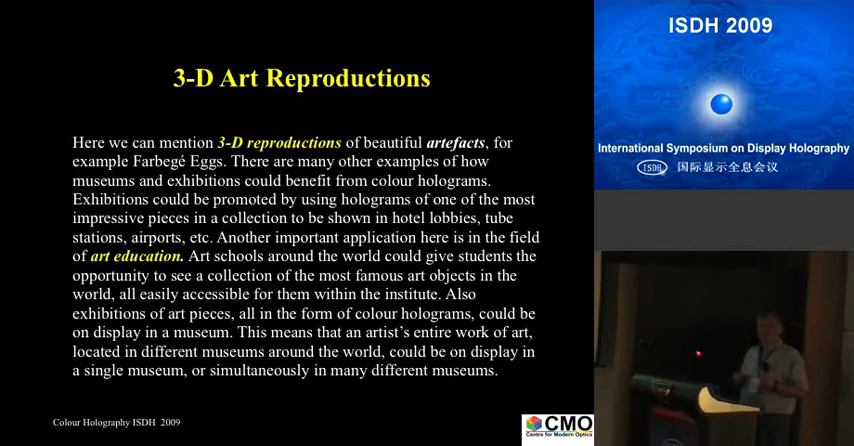 3-D Art Reproductions
Here we can mention 3-D reproductions of beautiful artefacts, for
example Farbegé Eggs. There are many other examples of how
museums and exhibitions could benefit from colour holograms.
Exhibitions could be promoted by using holograms of one of the most
impressive pieces in a collection to be shown in hotel lobbies, tube
stations, airports, etc. Another important application here is in the field
of art education. Art schools around the world could give students the
opportunity to see a collection of the most famous art objects in the
world, all easily accessible for them within the institute. Also
exhibitions of art pieces, all in the form of colour holograms, could be
on display in a museum. This means that an artist's entire work of art,
located in different museums around the world, could be on display in
a single museum, or simultaneously in many different museums.
Colour Holography ISDH 2009
CMO
Centre for Modern Optics
ISDH 2009
International Symposium on Display Holography
ISDH 国际显示全息会议